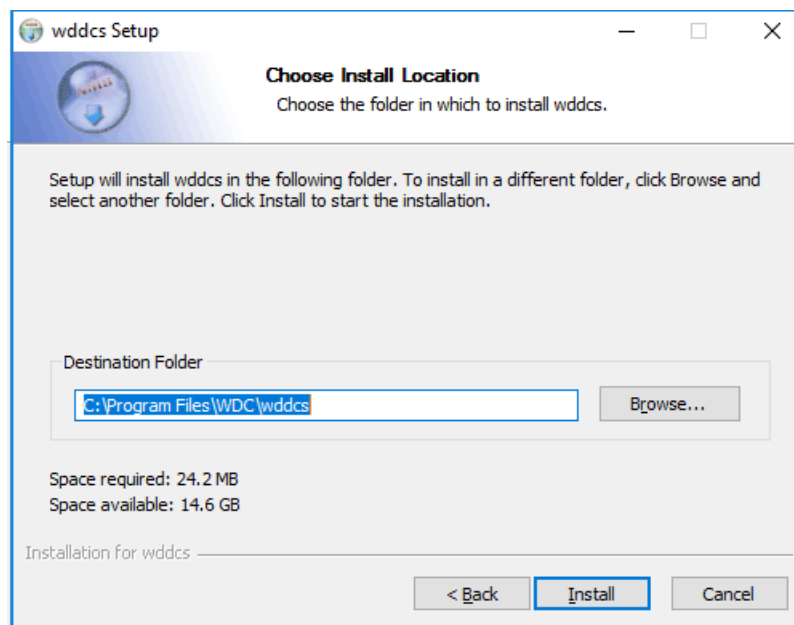 wddcs Setup
Choose Install Location
Choose the folder in which to install wddcs.
Setup will install wddcs in the following folder. To install in a different folder, click Browse and
select another folder. Click Install to start the installation.
Destination Folder
C:\Program Files\WDC\wddcs
Browse...
Space required: 24.2 MB
Space available: 14.6 GB
Installation for wddcs
< Back
Install
Cancel